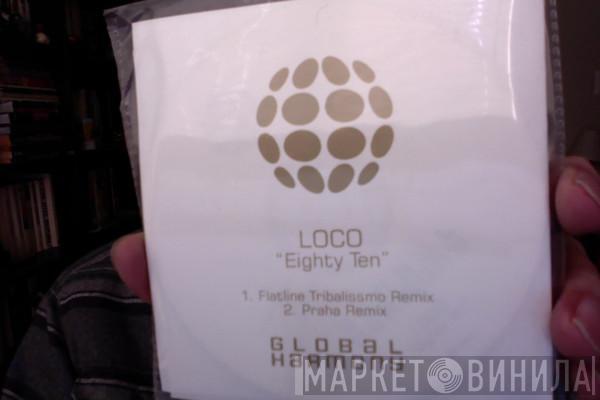 LOCO
“Eighty Ten”
1. Flatline Tribalissmo Remix
2. Praha Remix
GLOBaL
HaRMONY
МАРКЕТ ВИНИЛА